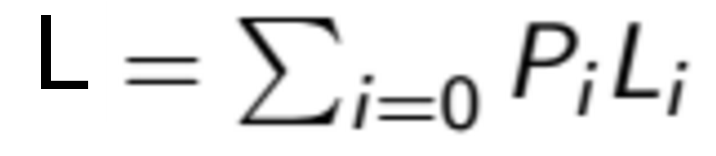 L = ∑_{i=0} P_i L_i